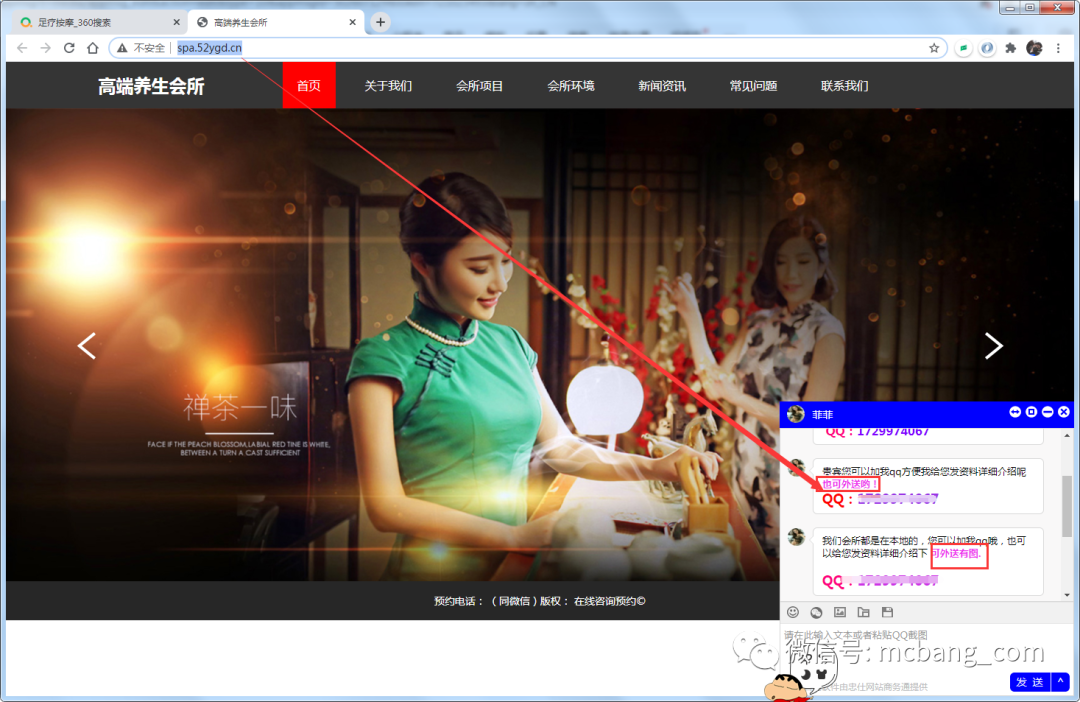 足疗按摩_360搜索
高端养生会所
不安全
spa.52ygd.cn
高端养生会所
首页
关于我们
会所项目
会所环境
新闻资讯
常见问题
联系我们
禅茶一味
FACE IF THE PEACH BLOSSOM,LABIAL RED TINE IS WHITE,
BETWEEN A TURN A CAST SUFFICIENT
菲菲
QQ：1729974067
贵宾您可以加我qq方便我给您发资料详细介绍呢
也可外送哟！
QQ：
我们会所都是在本地的，您可以加我qq哦，也可
以给您发资料详细介绍下 可外送有图.
QQ：
请在此输入文本或者粘贴QQ截图
微信号: mcbang_com
件由忠仕网站商务通提供
发 送
预约电话： （同微信）版权： 在线咨询预约©